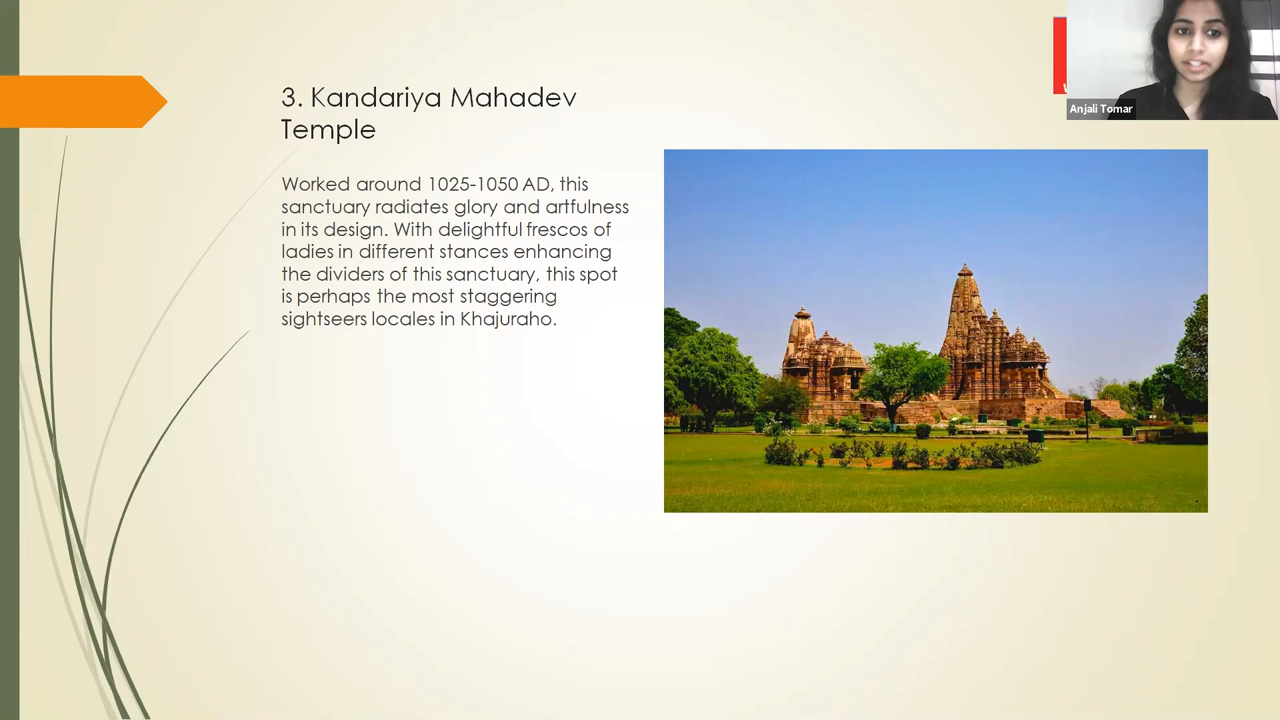 3. Kandariya Mahadev
Temple
Worked around 1025-1050 AD, this
sanctuary radiates glory and artfulness
in its design. With delightful frescos of
ladies in different stances enhancing
the dividers of this sanctuary, this spot
is perhaps the most staggering
sightseers locales in Khajuraho.
Anjali Tomar